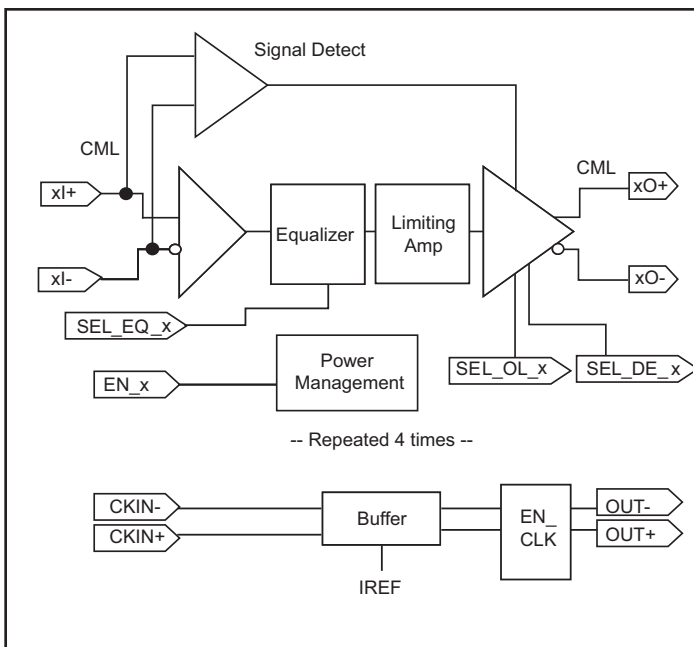 Signal Detect
CML
CML
xI+
xO+
Equalizer
Limiting
Amp
xI-
xO-
SEL_EQ_x
Power
Management
SEL_OL_x
SEL_DE_x
EN_x
-- Repeated 4 times --
CKIN-
OUT-
Buffer
EN_
CLK
CKIN+
OUT+
IREF